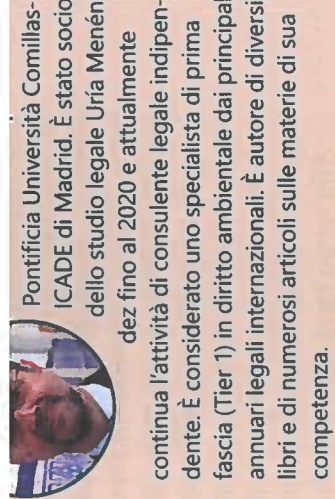 Pontificia Università Comillas-
ICADE di Madrid. È stato socio
dello studio legale Uría Menén
dez fino al 2020 e attualmente
continua l'attività di consulente legale indipen-
dente. È considerato uno specialista di prima
fascia (Tier 1) in diritto ambientale dai principal
annuari legali internazionali. È autore di diversi
libri e di numerosi articoli sulle materie di sua
competenza.